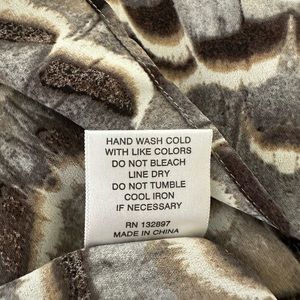 HAND WASH COLD
WITH LIKE COLORS
DO NOT BLEACH
LINE DRY
DO NOT TUMBLE
COOL IRON
IF NECESSARY
RN 132897
MADE IN CHINA